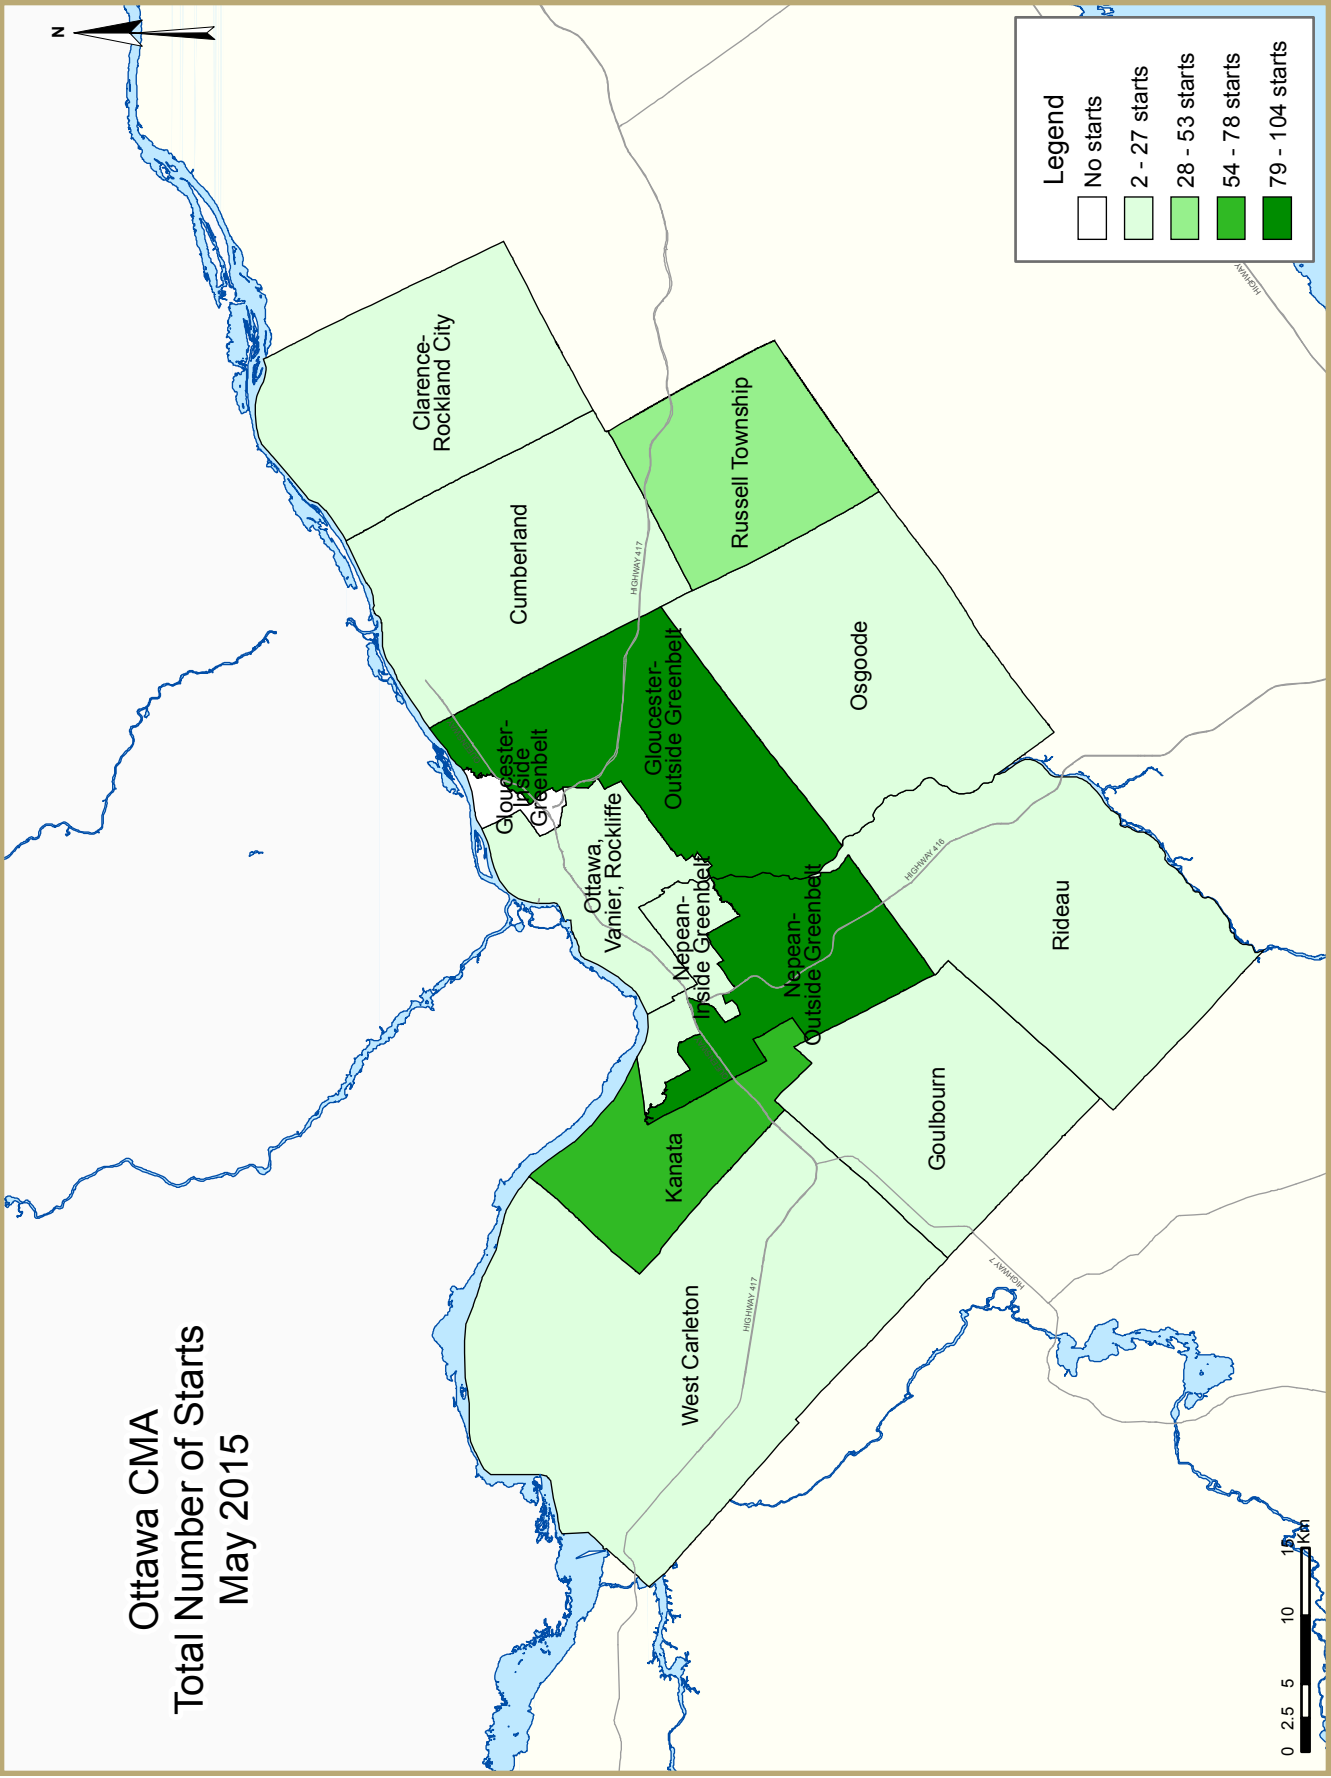 Ottawa CMA
Total Number of Starts
May 2015
N
Legend
No starts
2 - 27 starts
28 - 53 starts
54 - 78 starts
79 - 104 starts
Clarence-
Rockland City
Cumberland
Russell Township
HIGHWAY 417
Gloucester-
Inside
Greenbelt
Gloucester-
Outside Greenbelt
Osgoode
Ottawa,
Vanier, Rockliffe
Nepean-
Inside Greenbelt
Nepean-
Outside Greenbelt
HIGHWAY 416
Rideau
Kanata
Goulbourn
West Carleton
HIGHWAY 417
HIGHWAY 7
HIGHWAY
0 2.5 5 10 15
Km